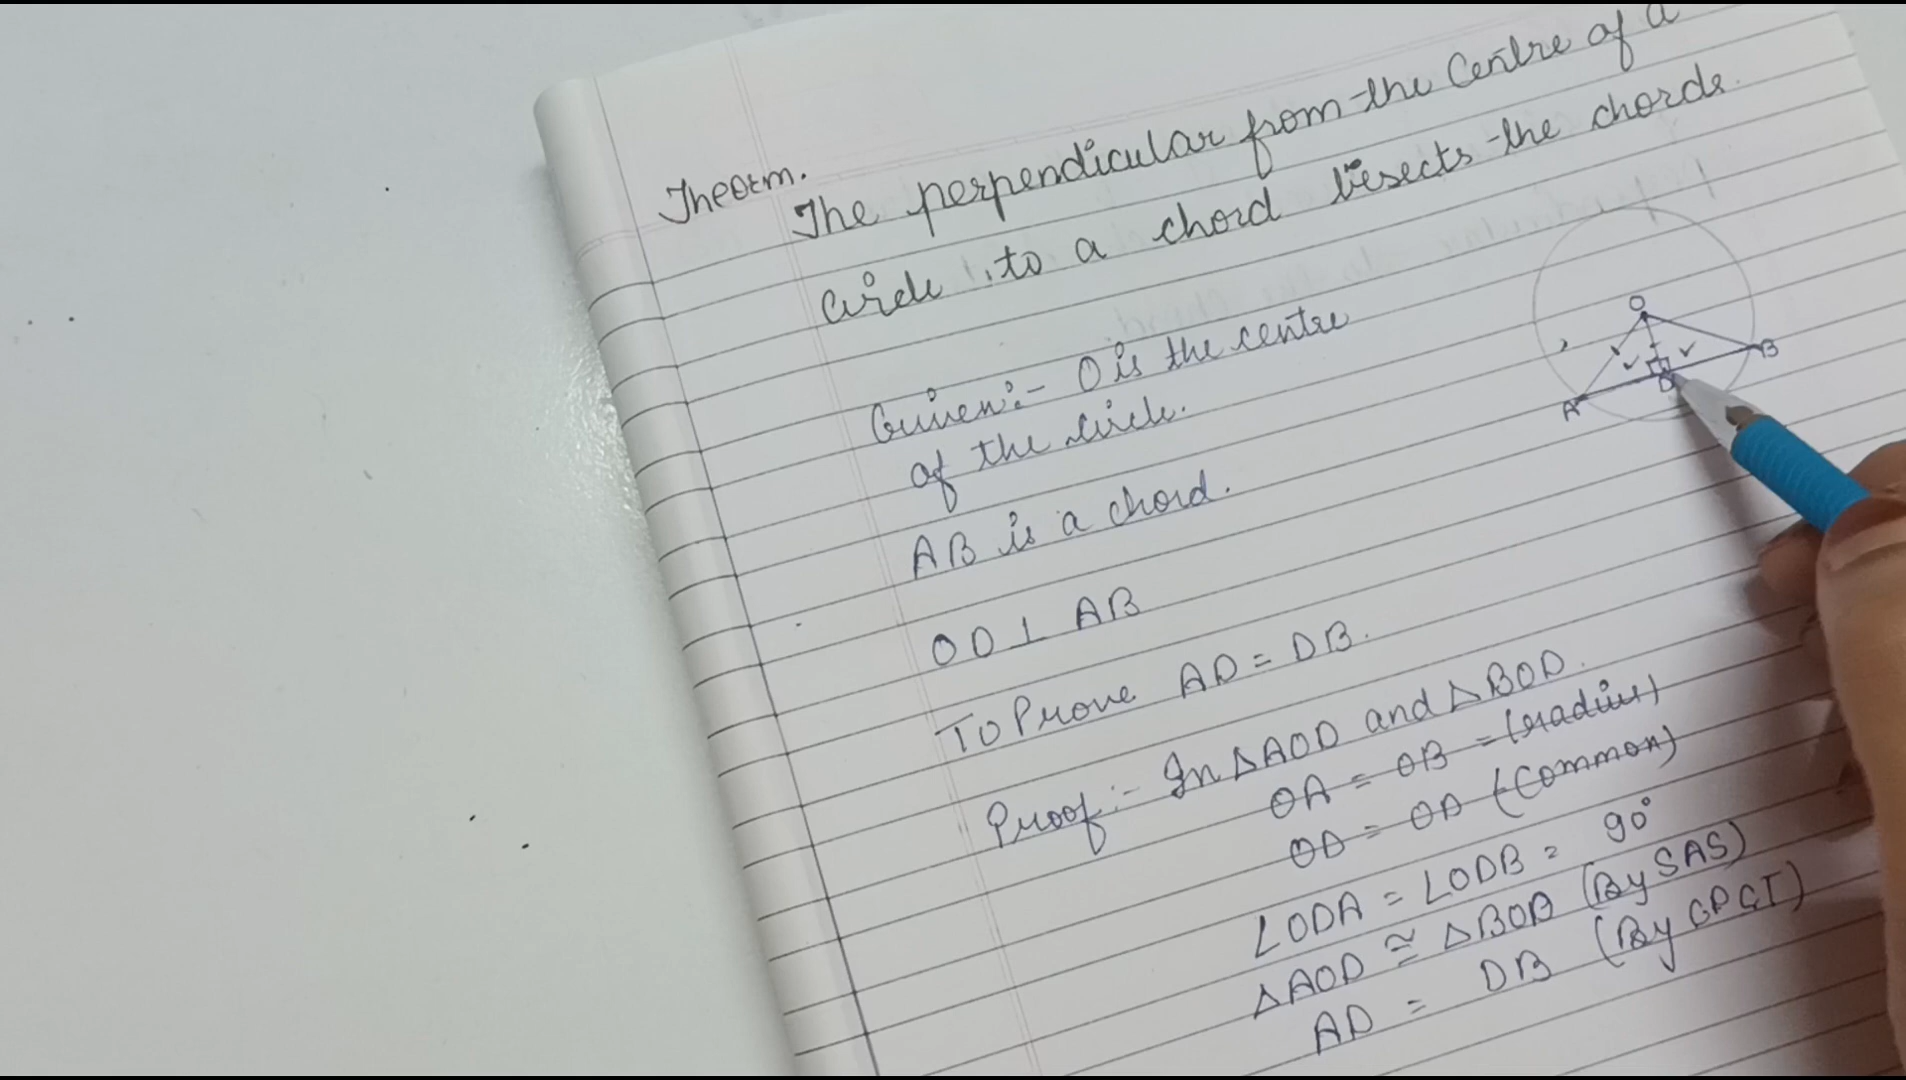 Theorm.
The perpendicular from the Centre of a
circle to a chord bisects the chords.
Given:- O is the centre
of the circle.
AB is a chord.
OD ⊥ AB
To Prove AD = DB.
Proof:- In △AOD and △BOD.
OA = OB = (radius)
OD = OD (Common)
∠ODA = ∠ODB = 90°
△AOD ≅ △BOD (By SAS)
AD = DB (By CPCT)
O
B
D
A